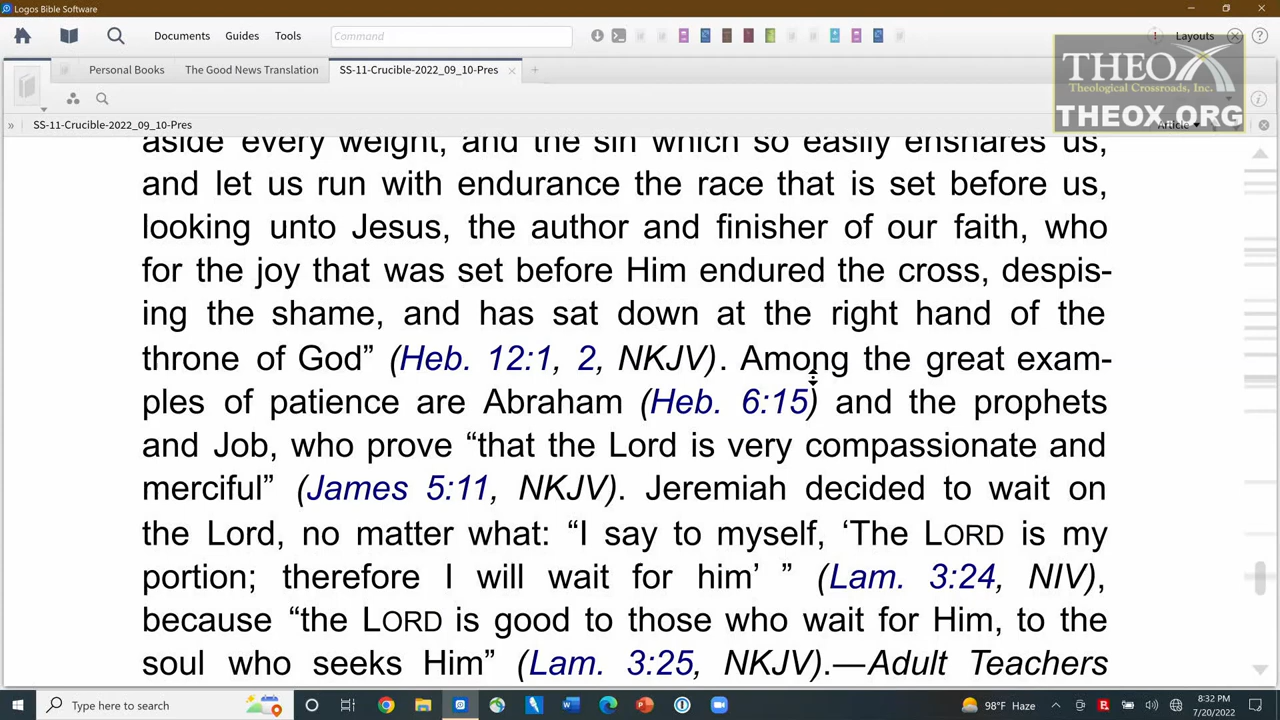 Logos Bible Software
Documents Guides Tools Command Layouts
THEOX
Theological Crossroads, Inc.
THEOX.ORG
Personal Books The Good News Translation SS-11-Crucible-2022_09_10-Pres
SS-11-Crucible-2022_09_10-Pres Article
aside every weight, and the sin which so easily ensnares us,
and let us run with endurance the race that is set before us,
looking unto Jesus, the author and finisher of our faith, who
for the joy that was set before Him endured the cross, despis-
ing the shame, and has sat down at the right hand of the
throne of God” (Heb. 12:1, 2, NKJV). Among the great exam-
ples of patience are Abraham (Heb. 6:15) and the prophets
and Job, who prove “that the Lord is very compassionate and
merciful” (James 5:11, NKJV). Jeremiah decided to wait on
the Lord, no matter what: “I say to myself, ‘The LORD is my
portion; therefore I will wait for him’ ” (Lam. 3:24, NIV),
because “the LORD is good to those who wait for Him, to the
soul who seeks Him” (Lam. 3:25, NKJV).—Adult Teachers
Type here to search 98°F Haze 8:32 PM
7/20/2022